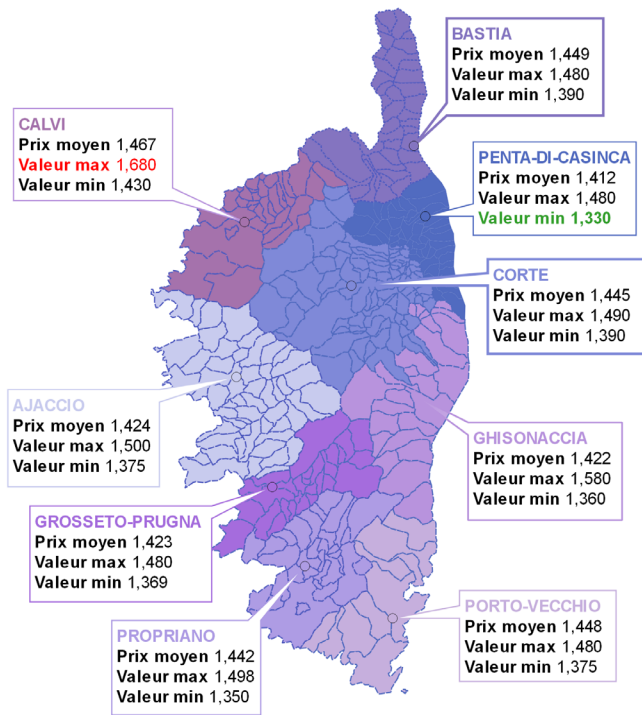 BASTIA
Prix moyen 1,449
Valeur max 1,480
Valeur min 1,390
CALVI
Prix moyen 1,467
Valeur max 1,680
Valeur min 1,430
PENTA-DI-CASINCA
Prix moyen 1,412
Valeur max 1,480
Valeur min 1,330
CORTE
Prix moyen 1,445
Valeur max 1,490
Valeur min 1,390
AJACCIO
Prix moyen 1,424
Valeur max 1,500
Valeur min 1,375
GHISONACCIA
Prix moyen 1,422
Valeur max 1,580
Valeur min 1,360
GROSSETO-PRUGNA
Prix moyen 1,423
Valeur max 1,480
Valeur min 1,369
PORTO-VECCHIO
Prix moyen 1,448
Valeur max 1,480
Valeur min 1,375
PROPRIANO
Prix moyen 1,442
Valeur max 1,498
Valeur min 1,350